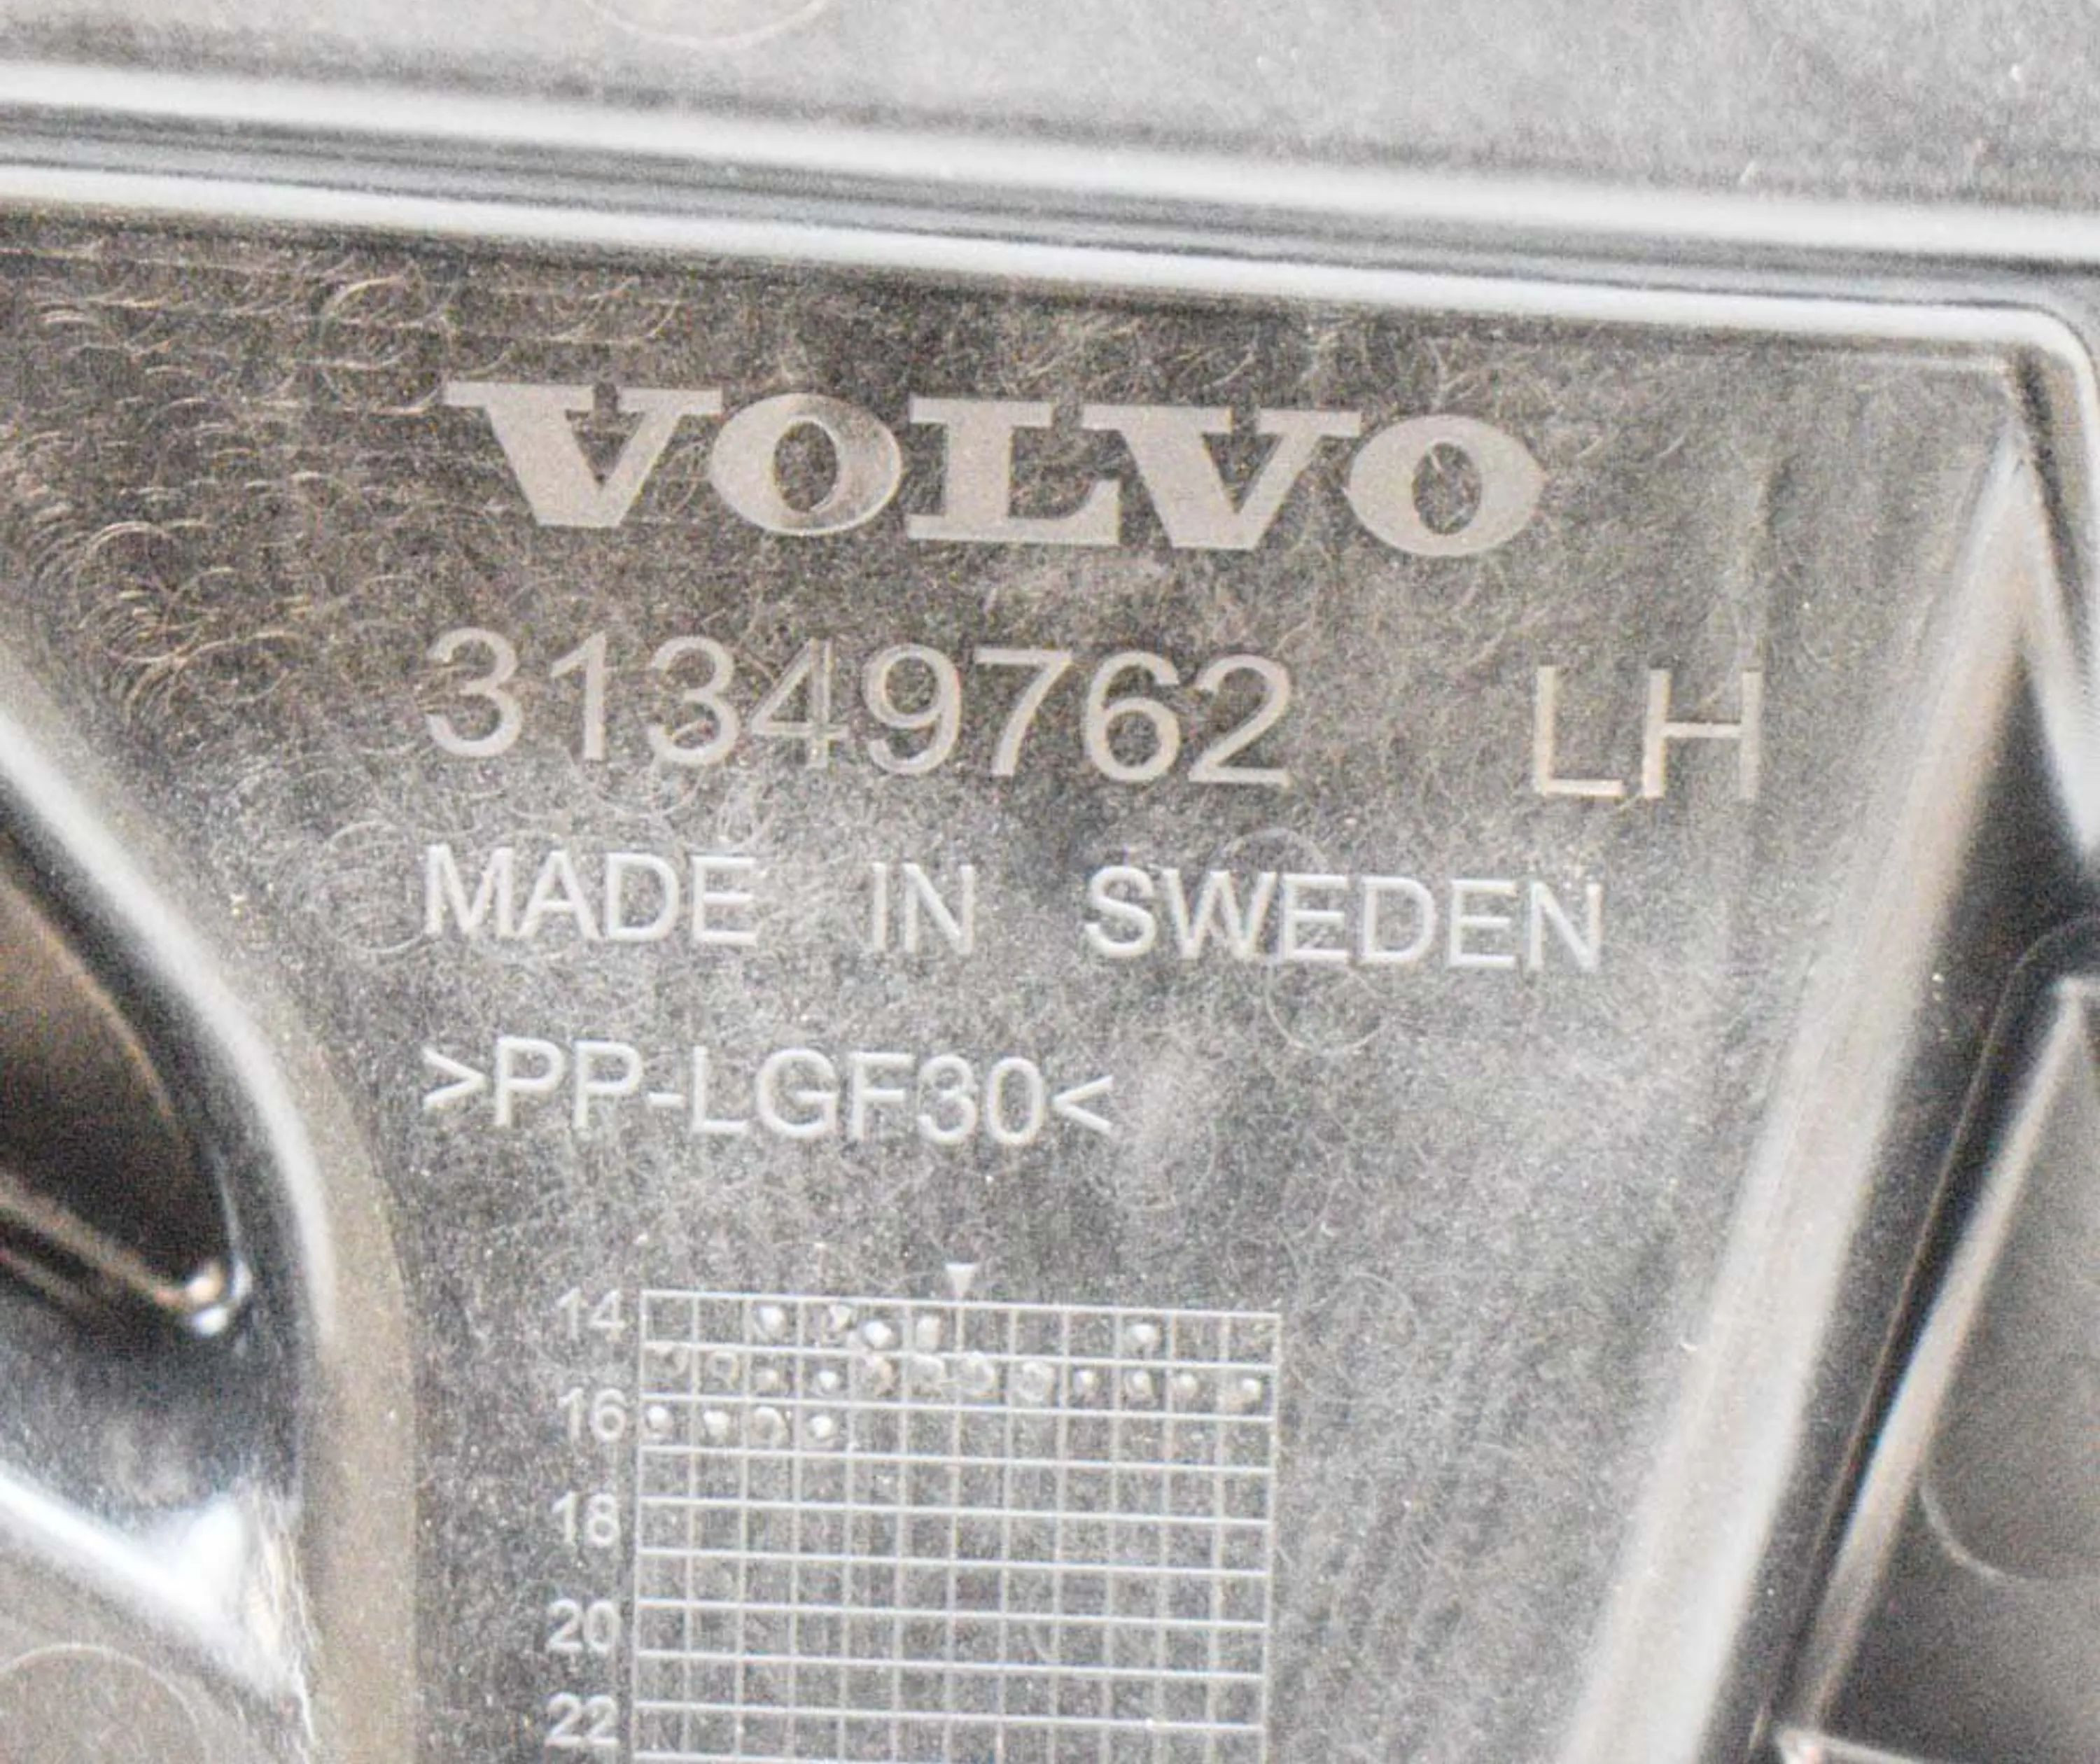 VOLVO
31349762 LH
MADE IN SWEDEN
>PP-LGF30<
14
16
18
20
22